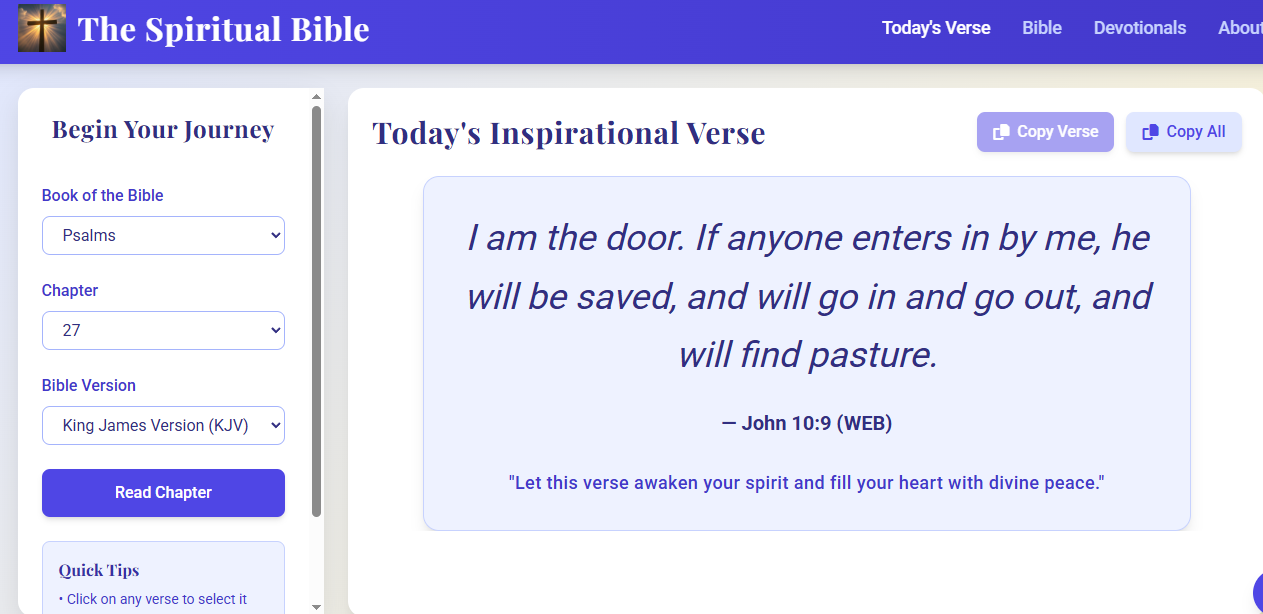 The Spiritual Bible
Today's Verse
Bible
Devotionals
About
Begin Your Journey
Book of the Bible
Psalms
Chapter
27
Bible Version
King James Version (KJV)
Read Chapter
Quick Tips
• Click on any verse to select it
Today's Inspirational Verse
Copy Verse
Copy All
I am the door. If anyone enters in by me, he
will be saved, and will go in and go out, and
will find pasture.
— John 10:9 (WEB)
"Let this verse awaken your spirit and fill your heart with divine peace."